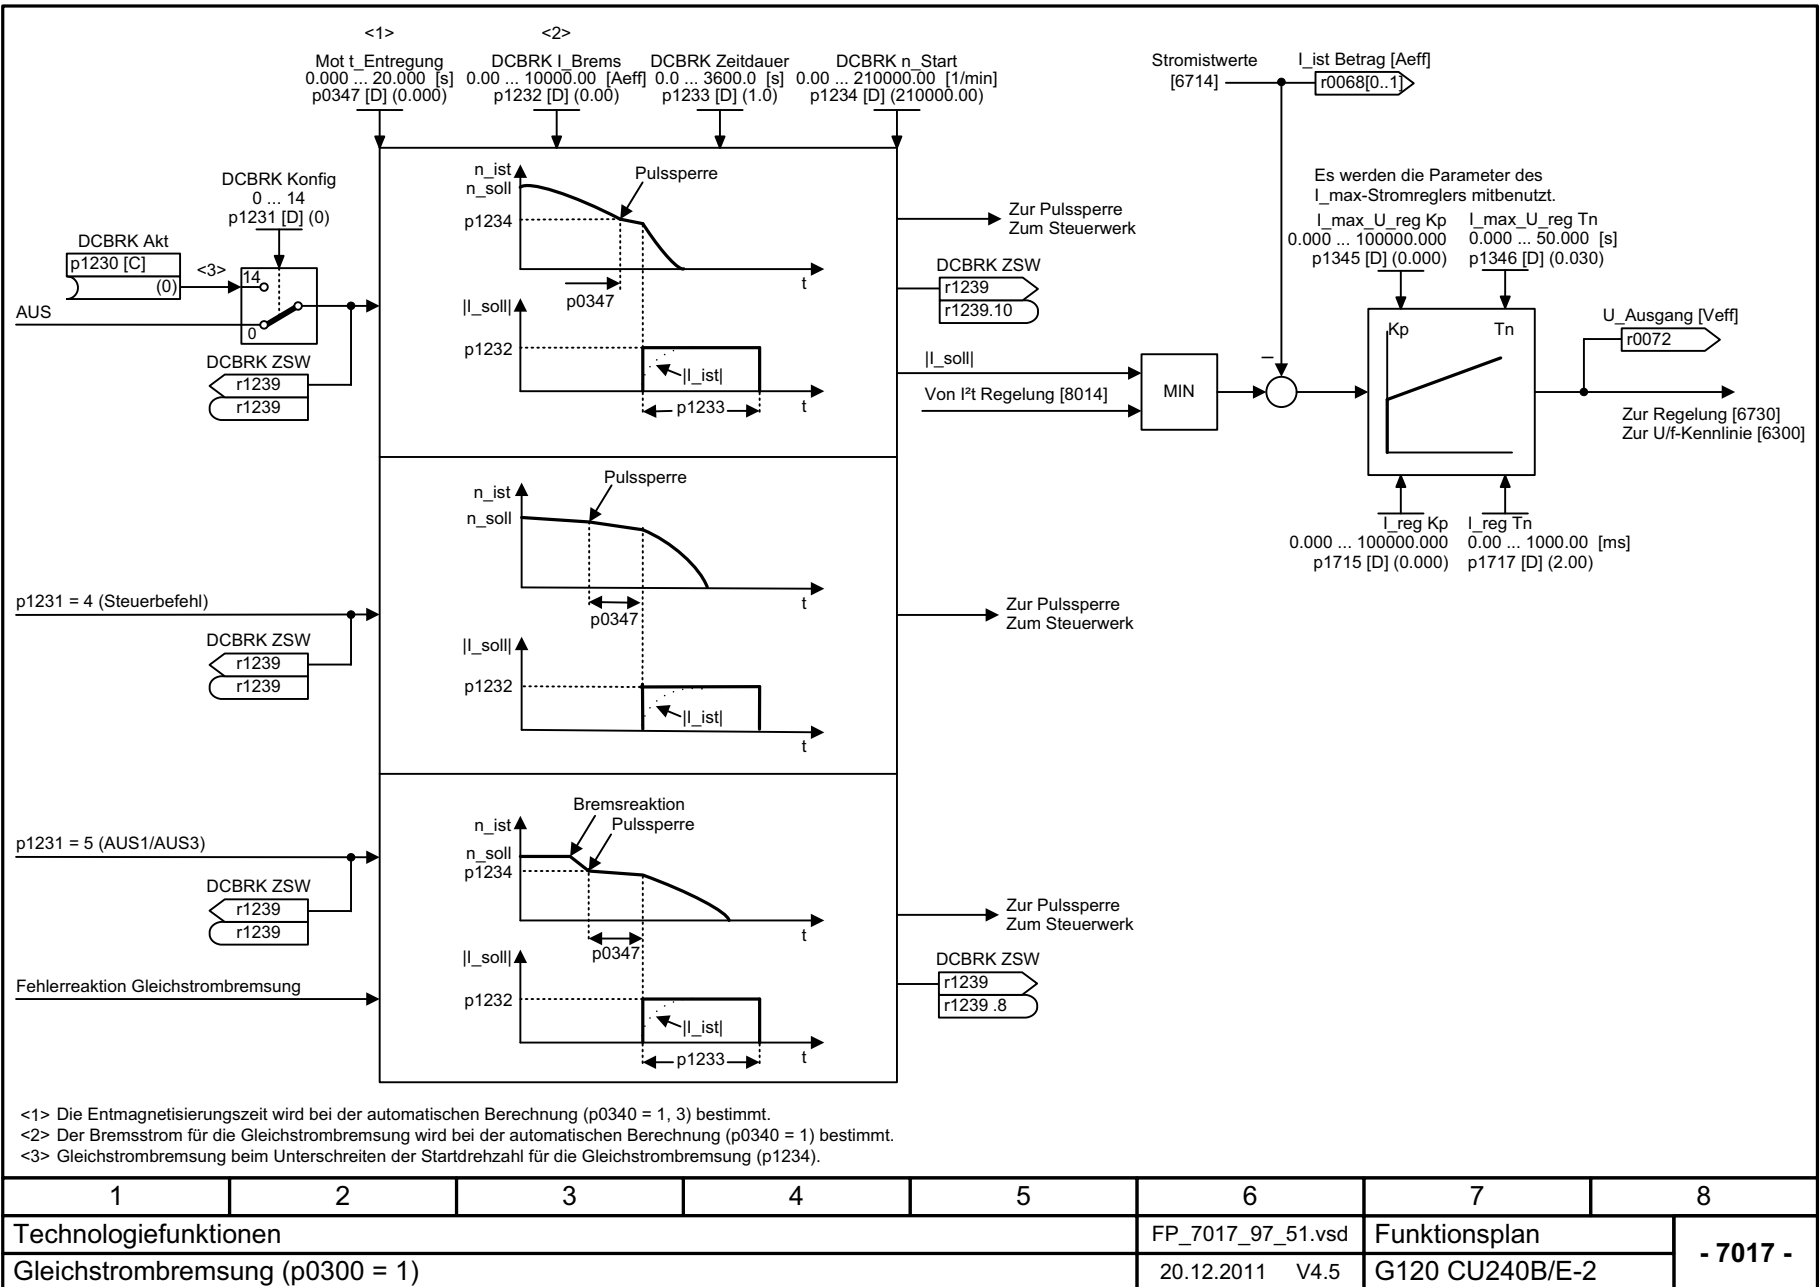 <1>
Mot t_Entregung
0.000 ... 20.000 [s]
p0347 [D] (0.000)
<2>
DCBRK I_Brems
0.00 ... 10000.00 [Aeff]
p1232 [D] (0.00)
DCBRK Zeitdauer
0.0 ... 3600.0 [s]
p1233 [D] (1.0)
DCBRK n_Start
0.00 ... 210000.00 [1/min]
p1234 [D] (210000.00)
Stromistwerte
[6714]
I_ist Betrag [Aeff]
r0068[0..1]
DCBRK Konfig
0 ... 14
p1231 [D] (0)
DCBRK Akt
p1230 [C]
(0)
<3>
14
0
AUS
DCBRK ZSW
r1239
r1239
n_ist
n_soll
p1234
Pulssperre
t
p0347
|I_soll|
p1232
|I_ist|
p1233
t
Zur Pulssperre
Zum Steuerwerk
DCBRK ZSW
r1239
r1239.10
|I_soll|
Von I²t Regelung [8014]
MIN
–
Es werden die Parameter des
I_max-Stromreglers mitbenutzt.
I_max_U_reg Kp
0.000 ... 100000.000
p1345 [D] (0.000)
I_max_U_reg Tn
0.000 ... 50.000 [s]
p1346 [D] (0.030)
Kp
Tn
I_reg Kp
0.000 ... 100000.000
p1715 [D] (0.000)
I_reg Tn
0.00 ... 1000.00 [ms]
p1717 [D] (2.00)
U_Ausgang [Veff]
r0072
Zur Regelung [6730]
Zur U/f-Kennlinie [6300]
p1231 = 4 (Steuerbefehl)
DCBRK ZSW
r1239
r1239
n_ist
n_soll
Pulssperre
t
p0347
|I_soll|
p1232
|I_ist|
t
Zur Pulssperre
Zum Steuerwerk
p1231 = 5 (AUS1/AUS3)
DCBRK ZSW
r1239
r1239
Fehlerreaktion Gleichstrombremsung
n_ist
n_soll
p1234
Bremsreaktion
Pulssperre
t
p0347
|I_soll|
p1232
|I_ist|
p1233
t
Zur Pulssperre
Zum Steuerwerk
DCBRK ZSW
r1239
r1239 .8
<1> Die Entmagnetisierungszeit wird bei der automatischen Berechnung (p0340 = 1, 3) bestimmt.
<2> Der Bremsstrom für die Gleichstrombremsung wird bei der automatischen Berechnung (p0340 = 1) bestimmt.
<3> Gleichstrombremsung beim Unterschreiten der Startdrehzahl für die Gleichstrombremsung (p1234).
1 2 3 4 5 6 7 8
Technologiefunktionen
FP_7017_97_51.vsd
Funktionsplan
- 7017 -
Gleichstrombremsung (p0300 = 1)
20.12.2011 V4.5
G120 CU240B/E-2